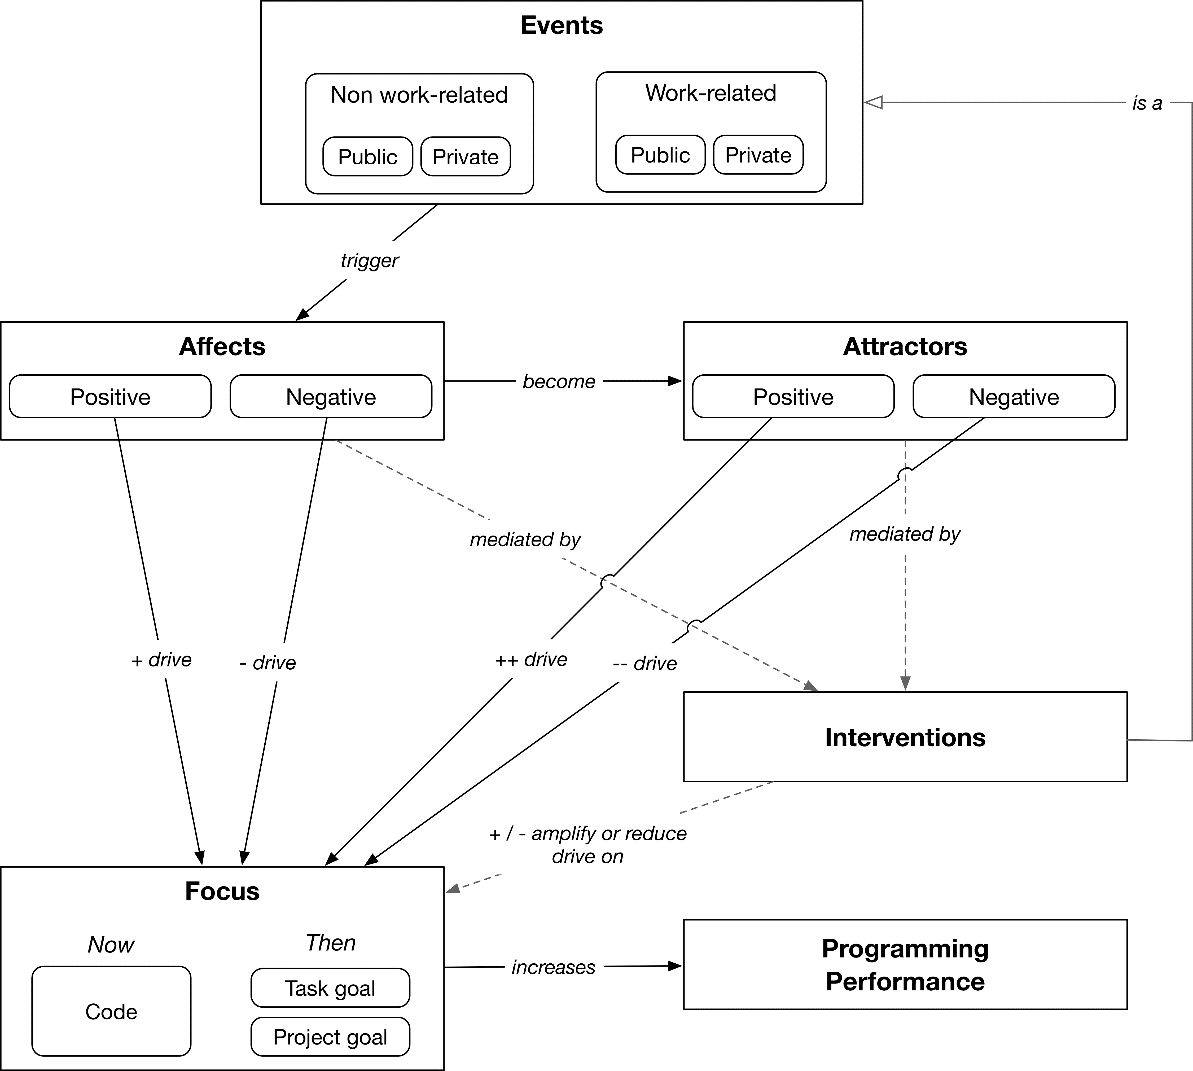 Events
Non work-related
Work-related
Public
Private
Public
Private
is a
trigger
Affects
Positive
Negative
become
Attractors
Positive
Negative
mediated by
mediated by
+ drive
- drive
++ drive
-- drive
Interventions
+ / - amplify or reduce
drive on
Focus
Now
Then
Code
Task goal
Project goal
increases
Programming
Performance